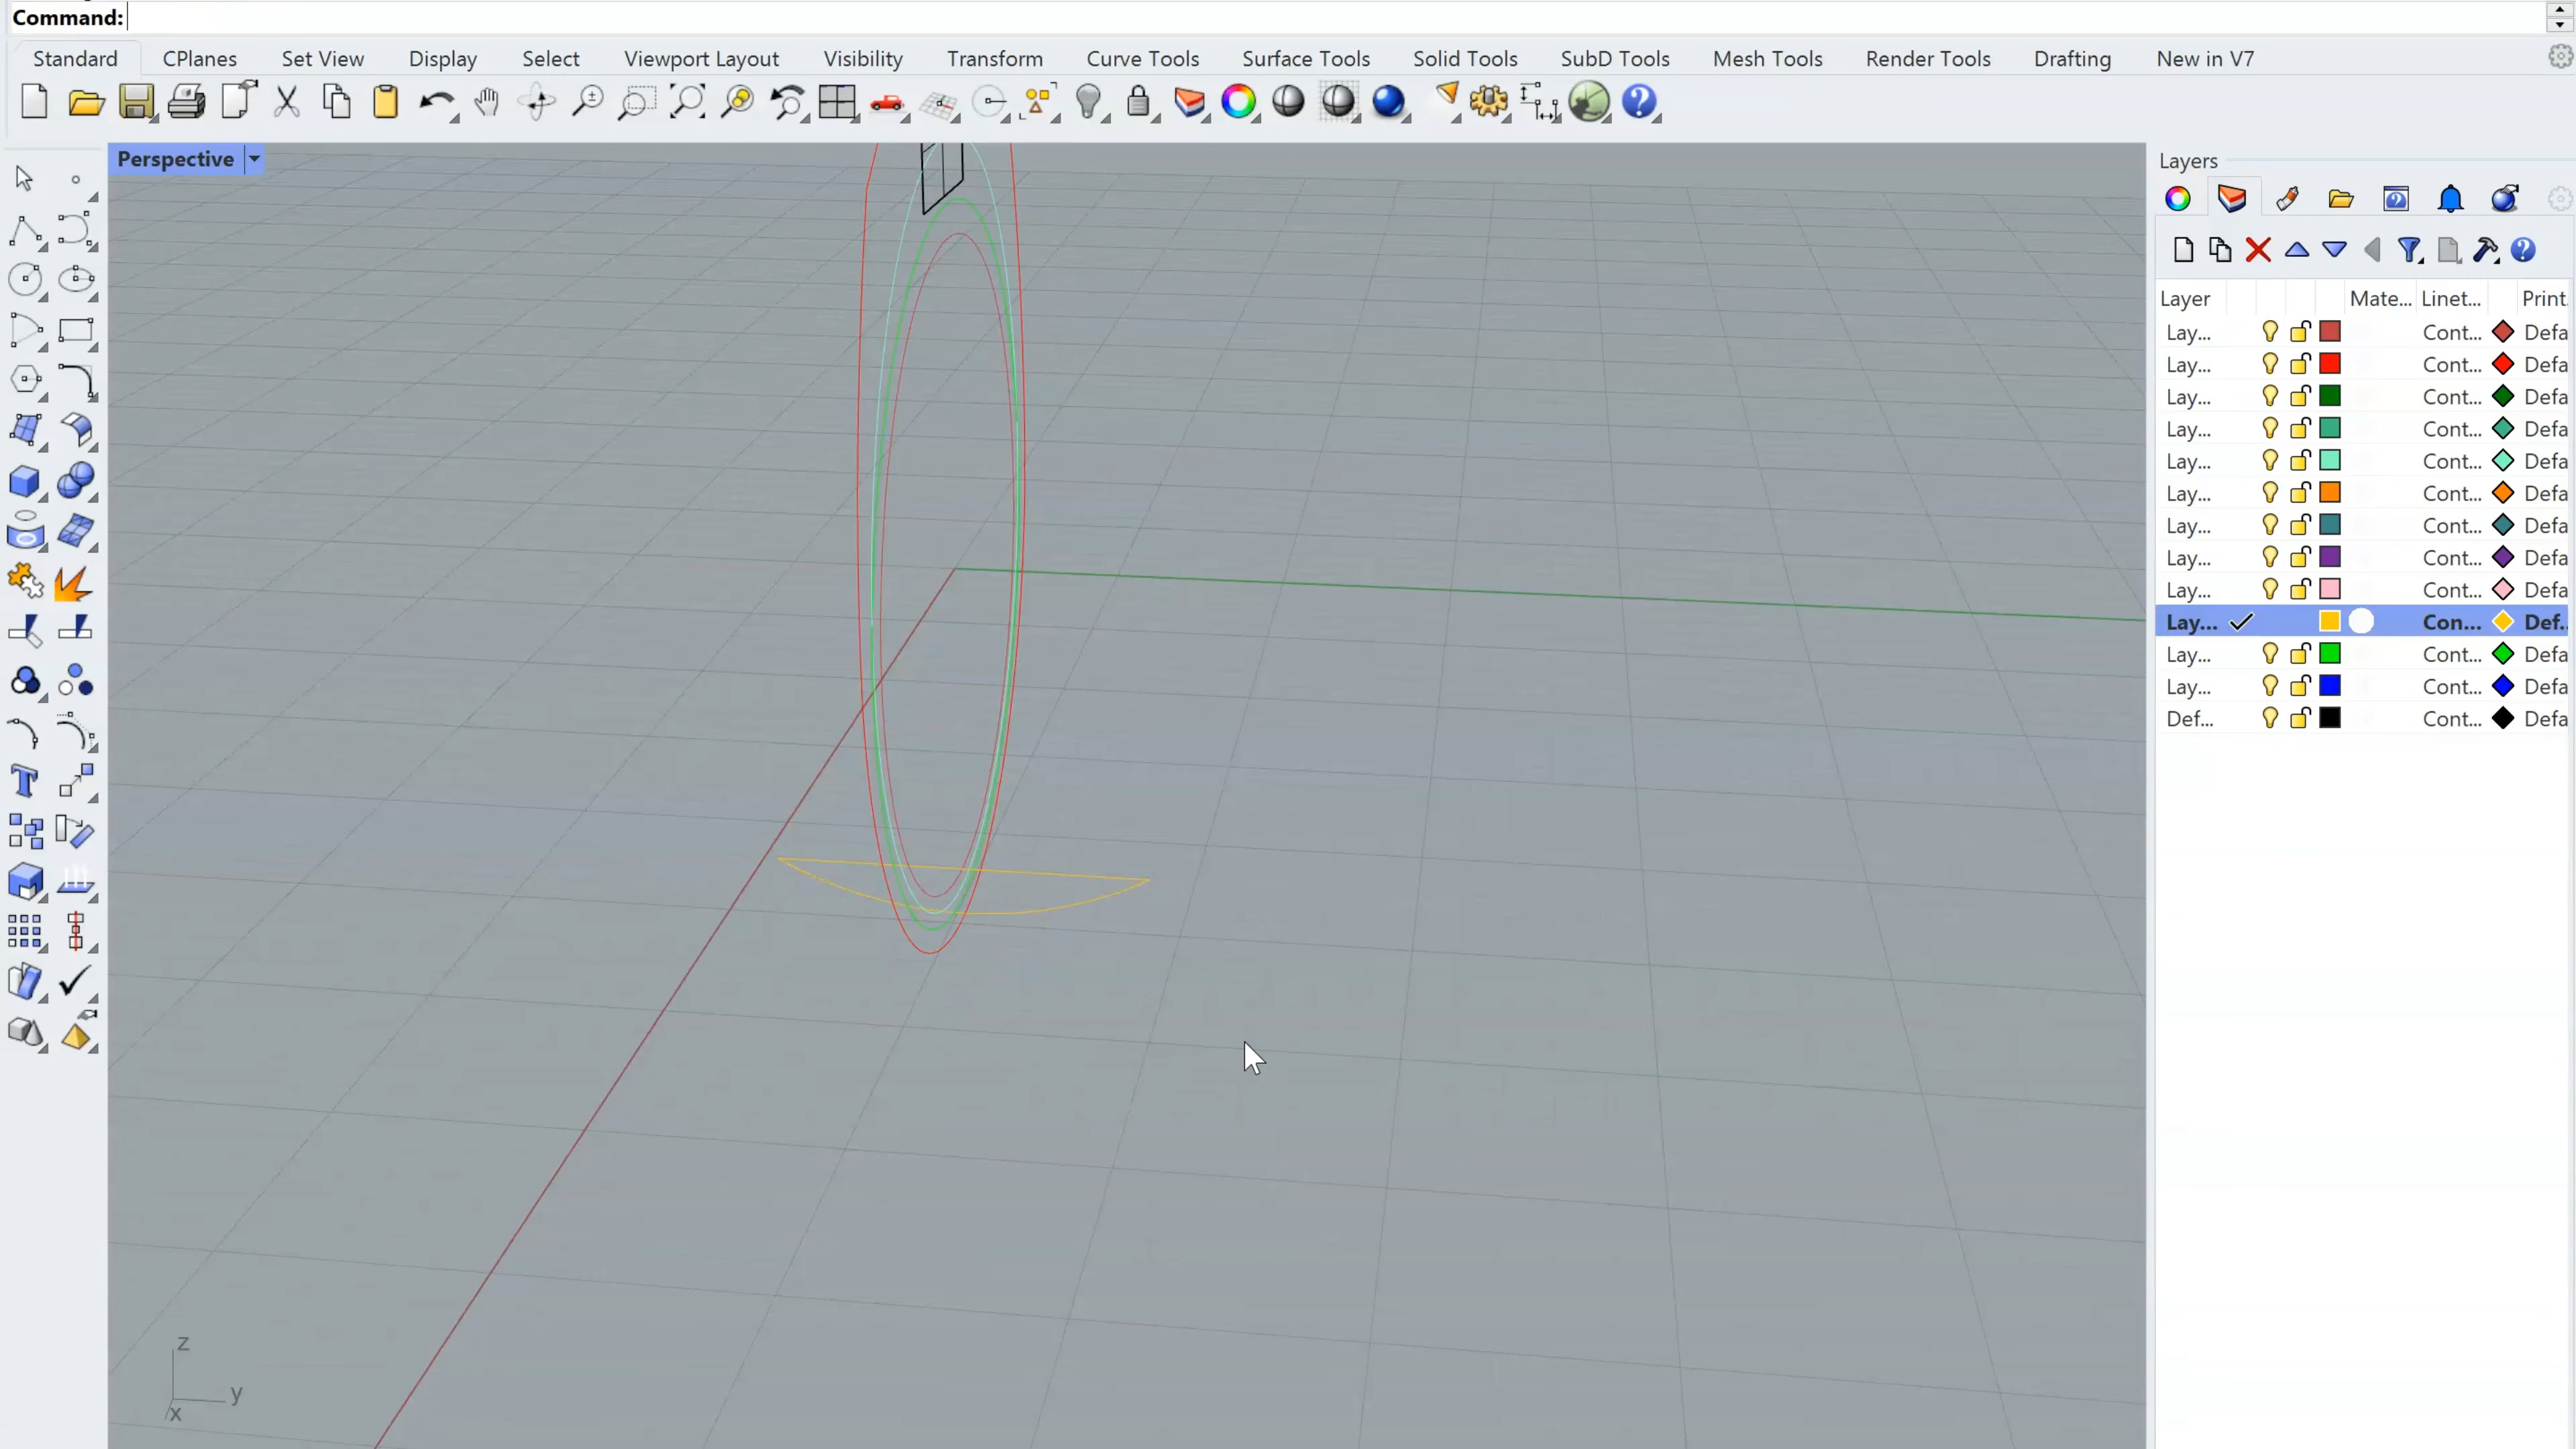 Command:
Standard CPlanes Set View Display Select Viewport Layout Visibility Transform Curve Tools Surface Tools Solid Tools SubD Tools Mesh Tools Render Tools Drafting New in V7
Perspective
Layers
Layer Mate... Linet... Print
Lay... Cont... Defa
Lay... Cont... Defa
Lay... Cont... Defa
Lay... Cont... Defa
Lay... Cont... Defa
Lay... Cont... Defa
Lay... Cont... Defa
Lay... Cont... Defa
Lay... Cont... Defa
Lay... Con... Def.
Lay... Cont... Defa
Lay... Cont... Defa
Def... Cont... Defa
z
y
x